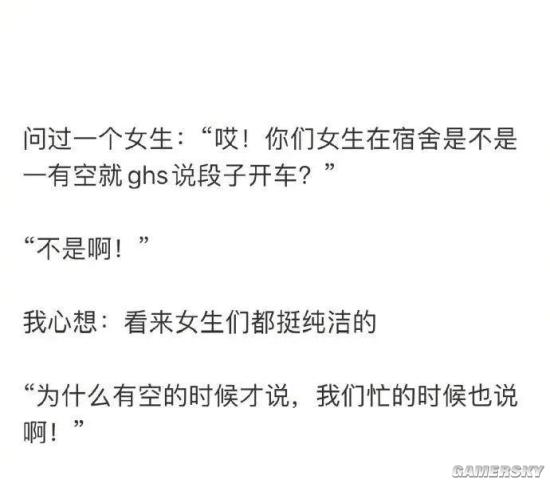 问过一个女生：“哎！你们女生在宿舍是不是
一有空就ghs说段子开车？”
“不是啊！”
我心想：看来女生们都挺纯洁的
“为什么有空的时候才说，我们忙的时候也说
啊！”
GAMERSKY